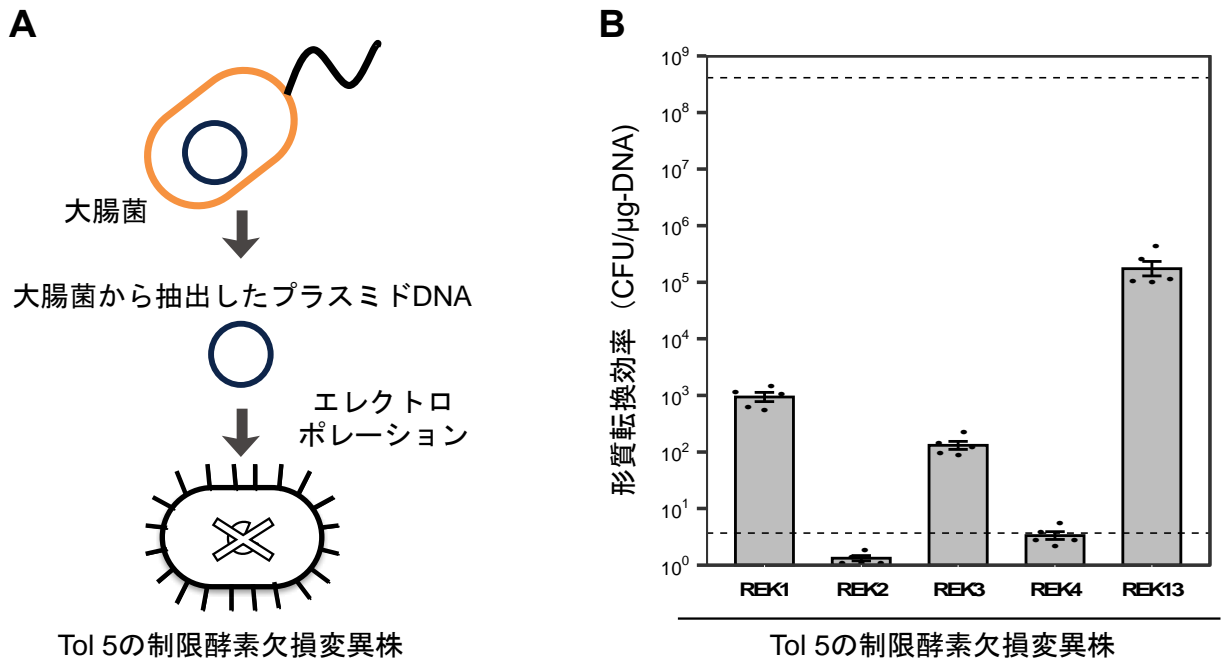 A
大腸菌
大腸菌から抽出したプラスミドDNA
エレクトロ
ポレーション
Tol 5の制限酵素欠損変異株
B
形質転換効率（CFU/μg-DNA)
10⁹
10⁸
10⁷
10⁶
10⁵
10⁴
10³
10²
10¹
10⁰
REK1 REK2 REK3 REK4 REK13
Tol 5の制限酵素欠損変異株